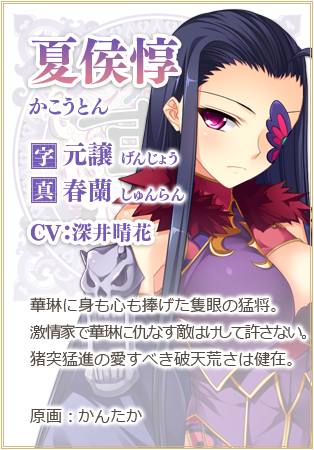 夏侯惇
かこうとん
字 元譲 げんじょう
真 春蘭 しゅんらん
CV:深井晴花
華琳に身も心も捧げた隻眼の猛将。
激情家で華琳に仇なす敵はけして許さない。
猪突猛進の愛すべき破天荒さは健在。
原画：かんたか